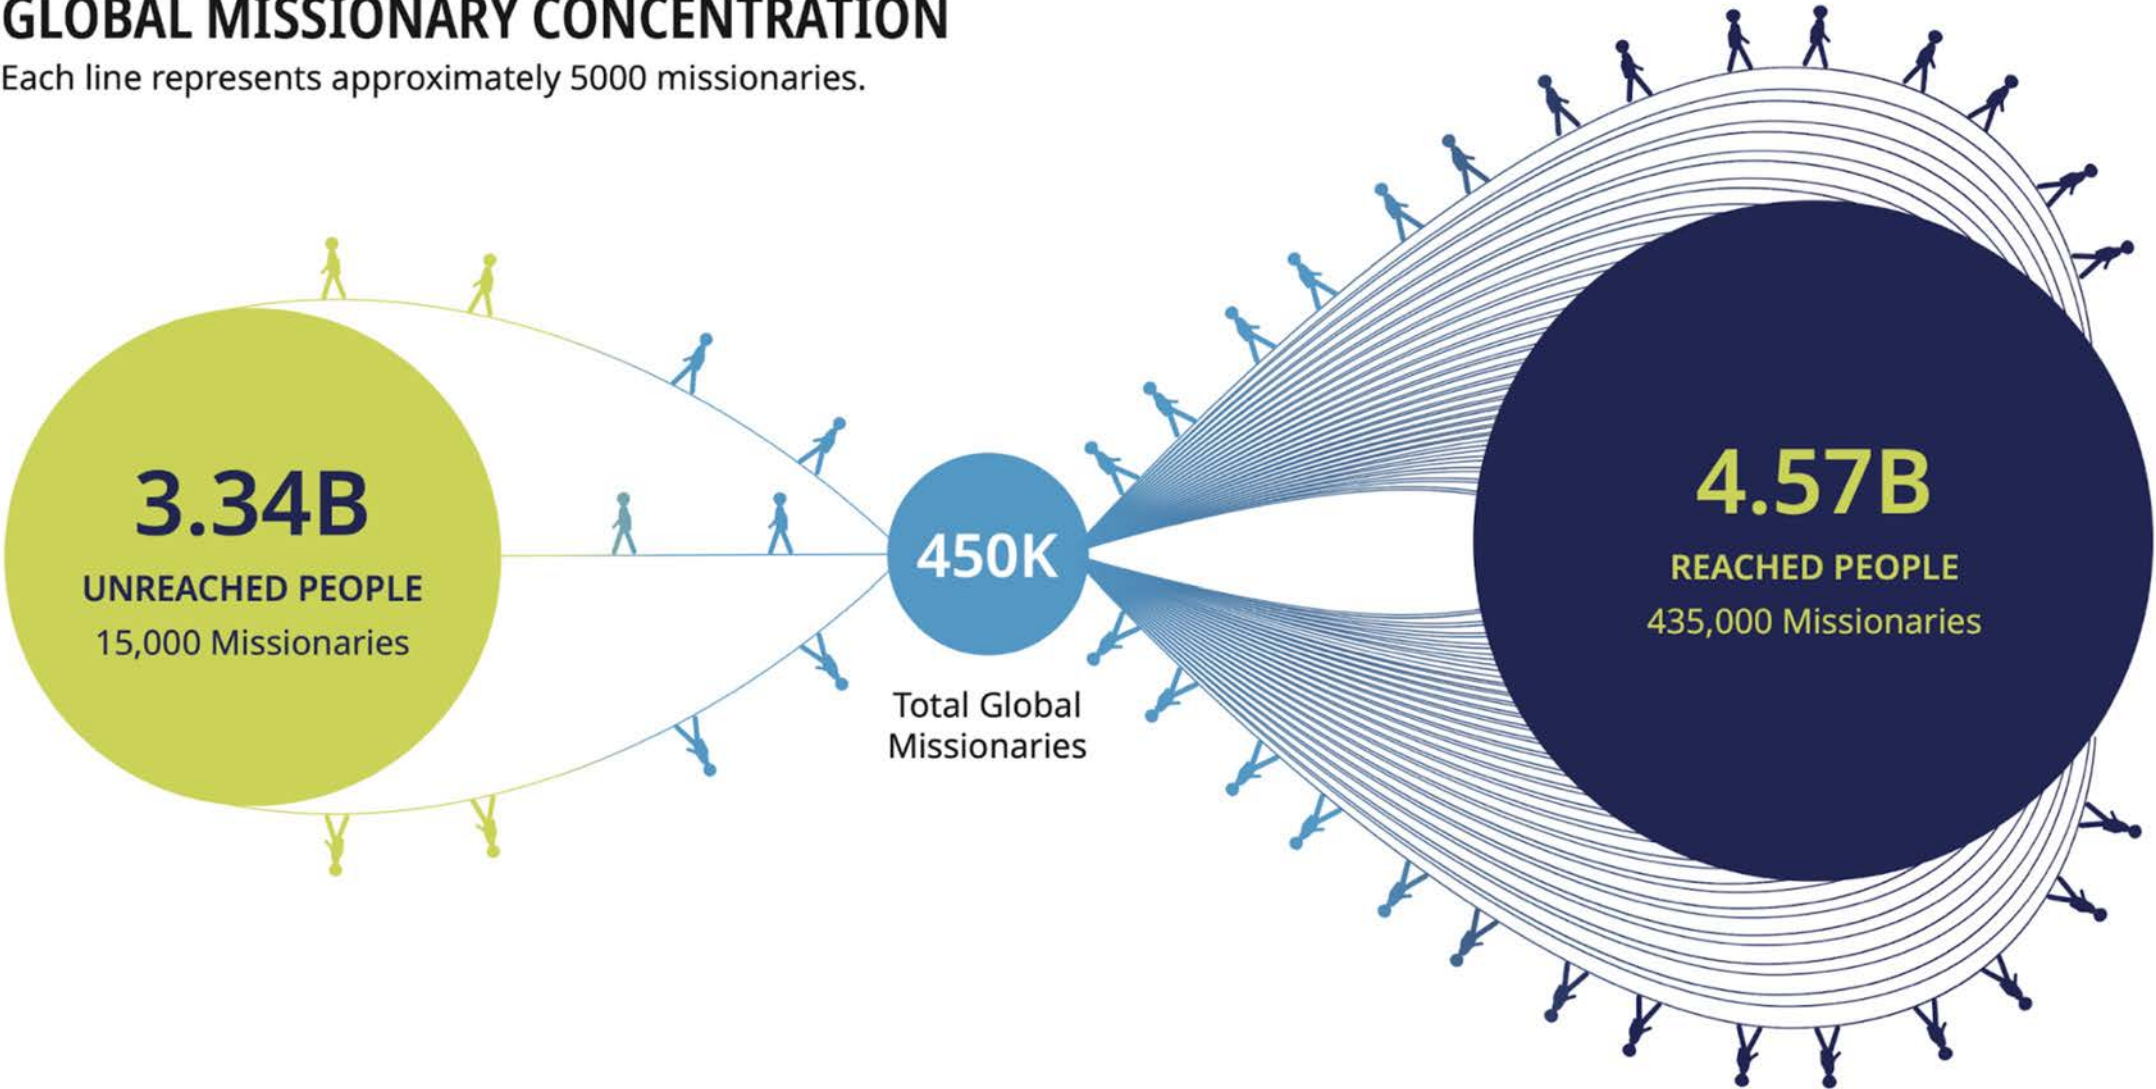 GLOBAL MISSIONARY CONCENTRATION
Each line represents approximately 5000 missionaries.
3.34B
UNREACHED PEOPLE
15,000 Missionaries
450K
Total Global
Missionaries
4.57B
REACHED PEOPLE
435,000 Missionaries